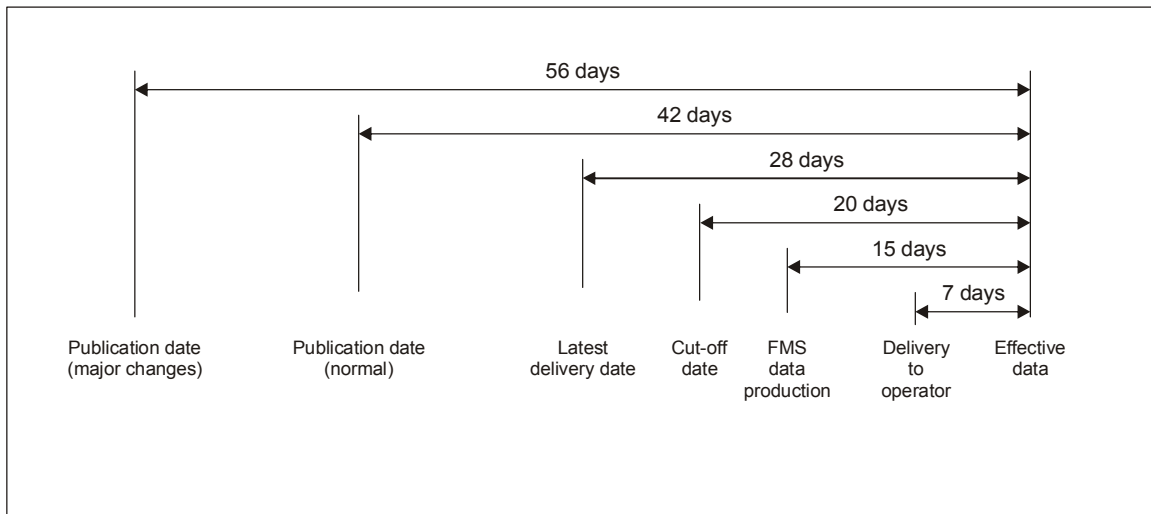 56 days
42 days
28 days
20 days
15 days
7 days
Publication date
(major changes)
Publication date
(normal)
Latest
delivery date
Cut-off
date
FMS
data
production
Delivery
to
operator
Effective
data